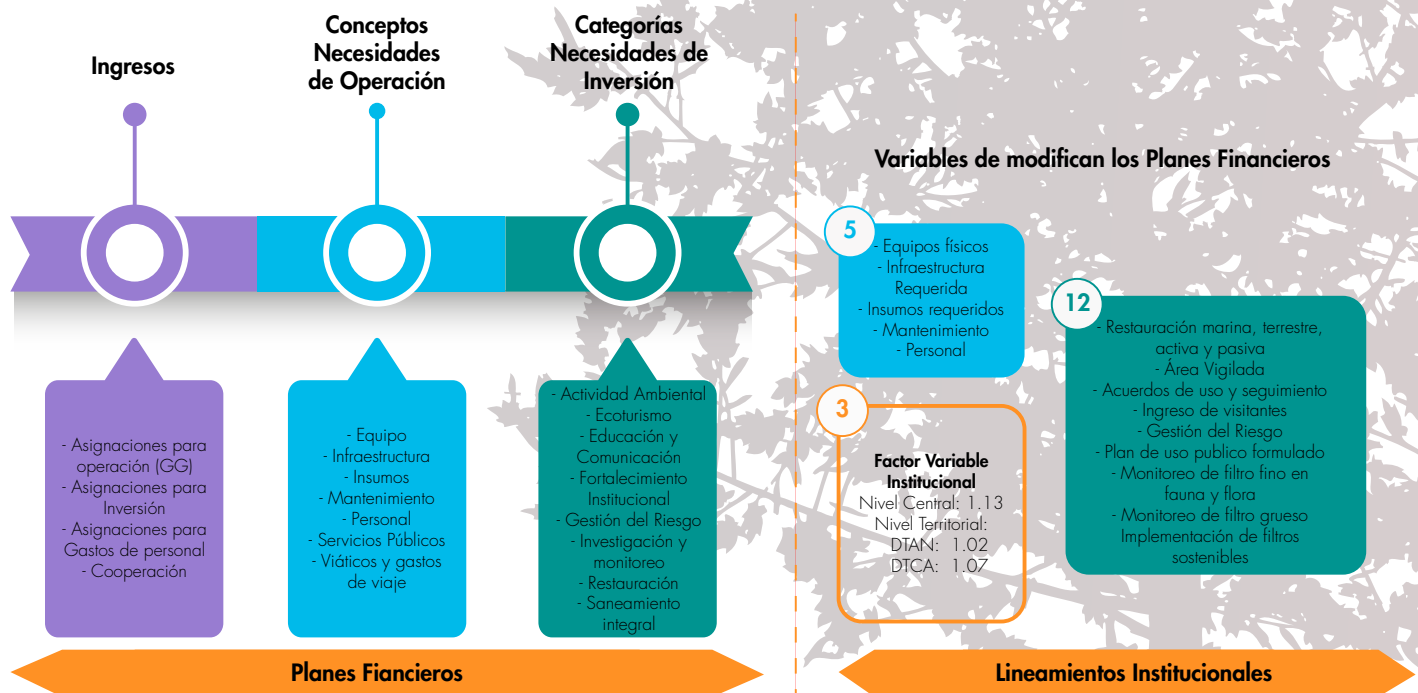 Ingresos
Conceptos
Necesidades
de Operación
Categorías
Necesidades de
Inversión
- Asignaciones para
operación (GG)
- Asignaciones para
Inversión
- Asignaciones para
Gastos de personal
- Cooperación
- Equipo
- Infraestructura
- Insumos
- Mantenimiento
- Personal
- Servicios Públicos
- Viáticos y gastos
de viaje
- Actividad Ambiental
- Ecoturismo
- Educación y
Comunicación
- Fortalecimiento
Institucional
- Gestión del Riesgo
- Investigación y
monitoreo
- Restauración
- Saneamiento
integral
Planes Fiancieros
Variables de modifican los Planes Financieros
5
- Equipos físicos
- Infraestructura
Requerida
- Insumos requeridos
- Mantenimiento
- Personal
3
Factor Variable
Institucional
Nivel Central: 1.13
Nivel Territorial:
DTAN: 1.02
DTCA: 1.07
12
- Restauración marina, terrestre,
activa y pasiva
- Área Vigilada
- Acuerdos de uso y seguimiento
- Ingreso de visitantes
- Gestión del Riesgo
- Plan de uso publico formulado
- Monitoreo de filtro fino en
fauna y flora
- Monitoreo de filtro grueso
Implementación de filtros
sostenibles
Lineamientos Institucionales